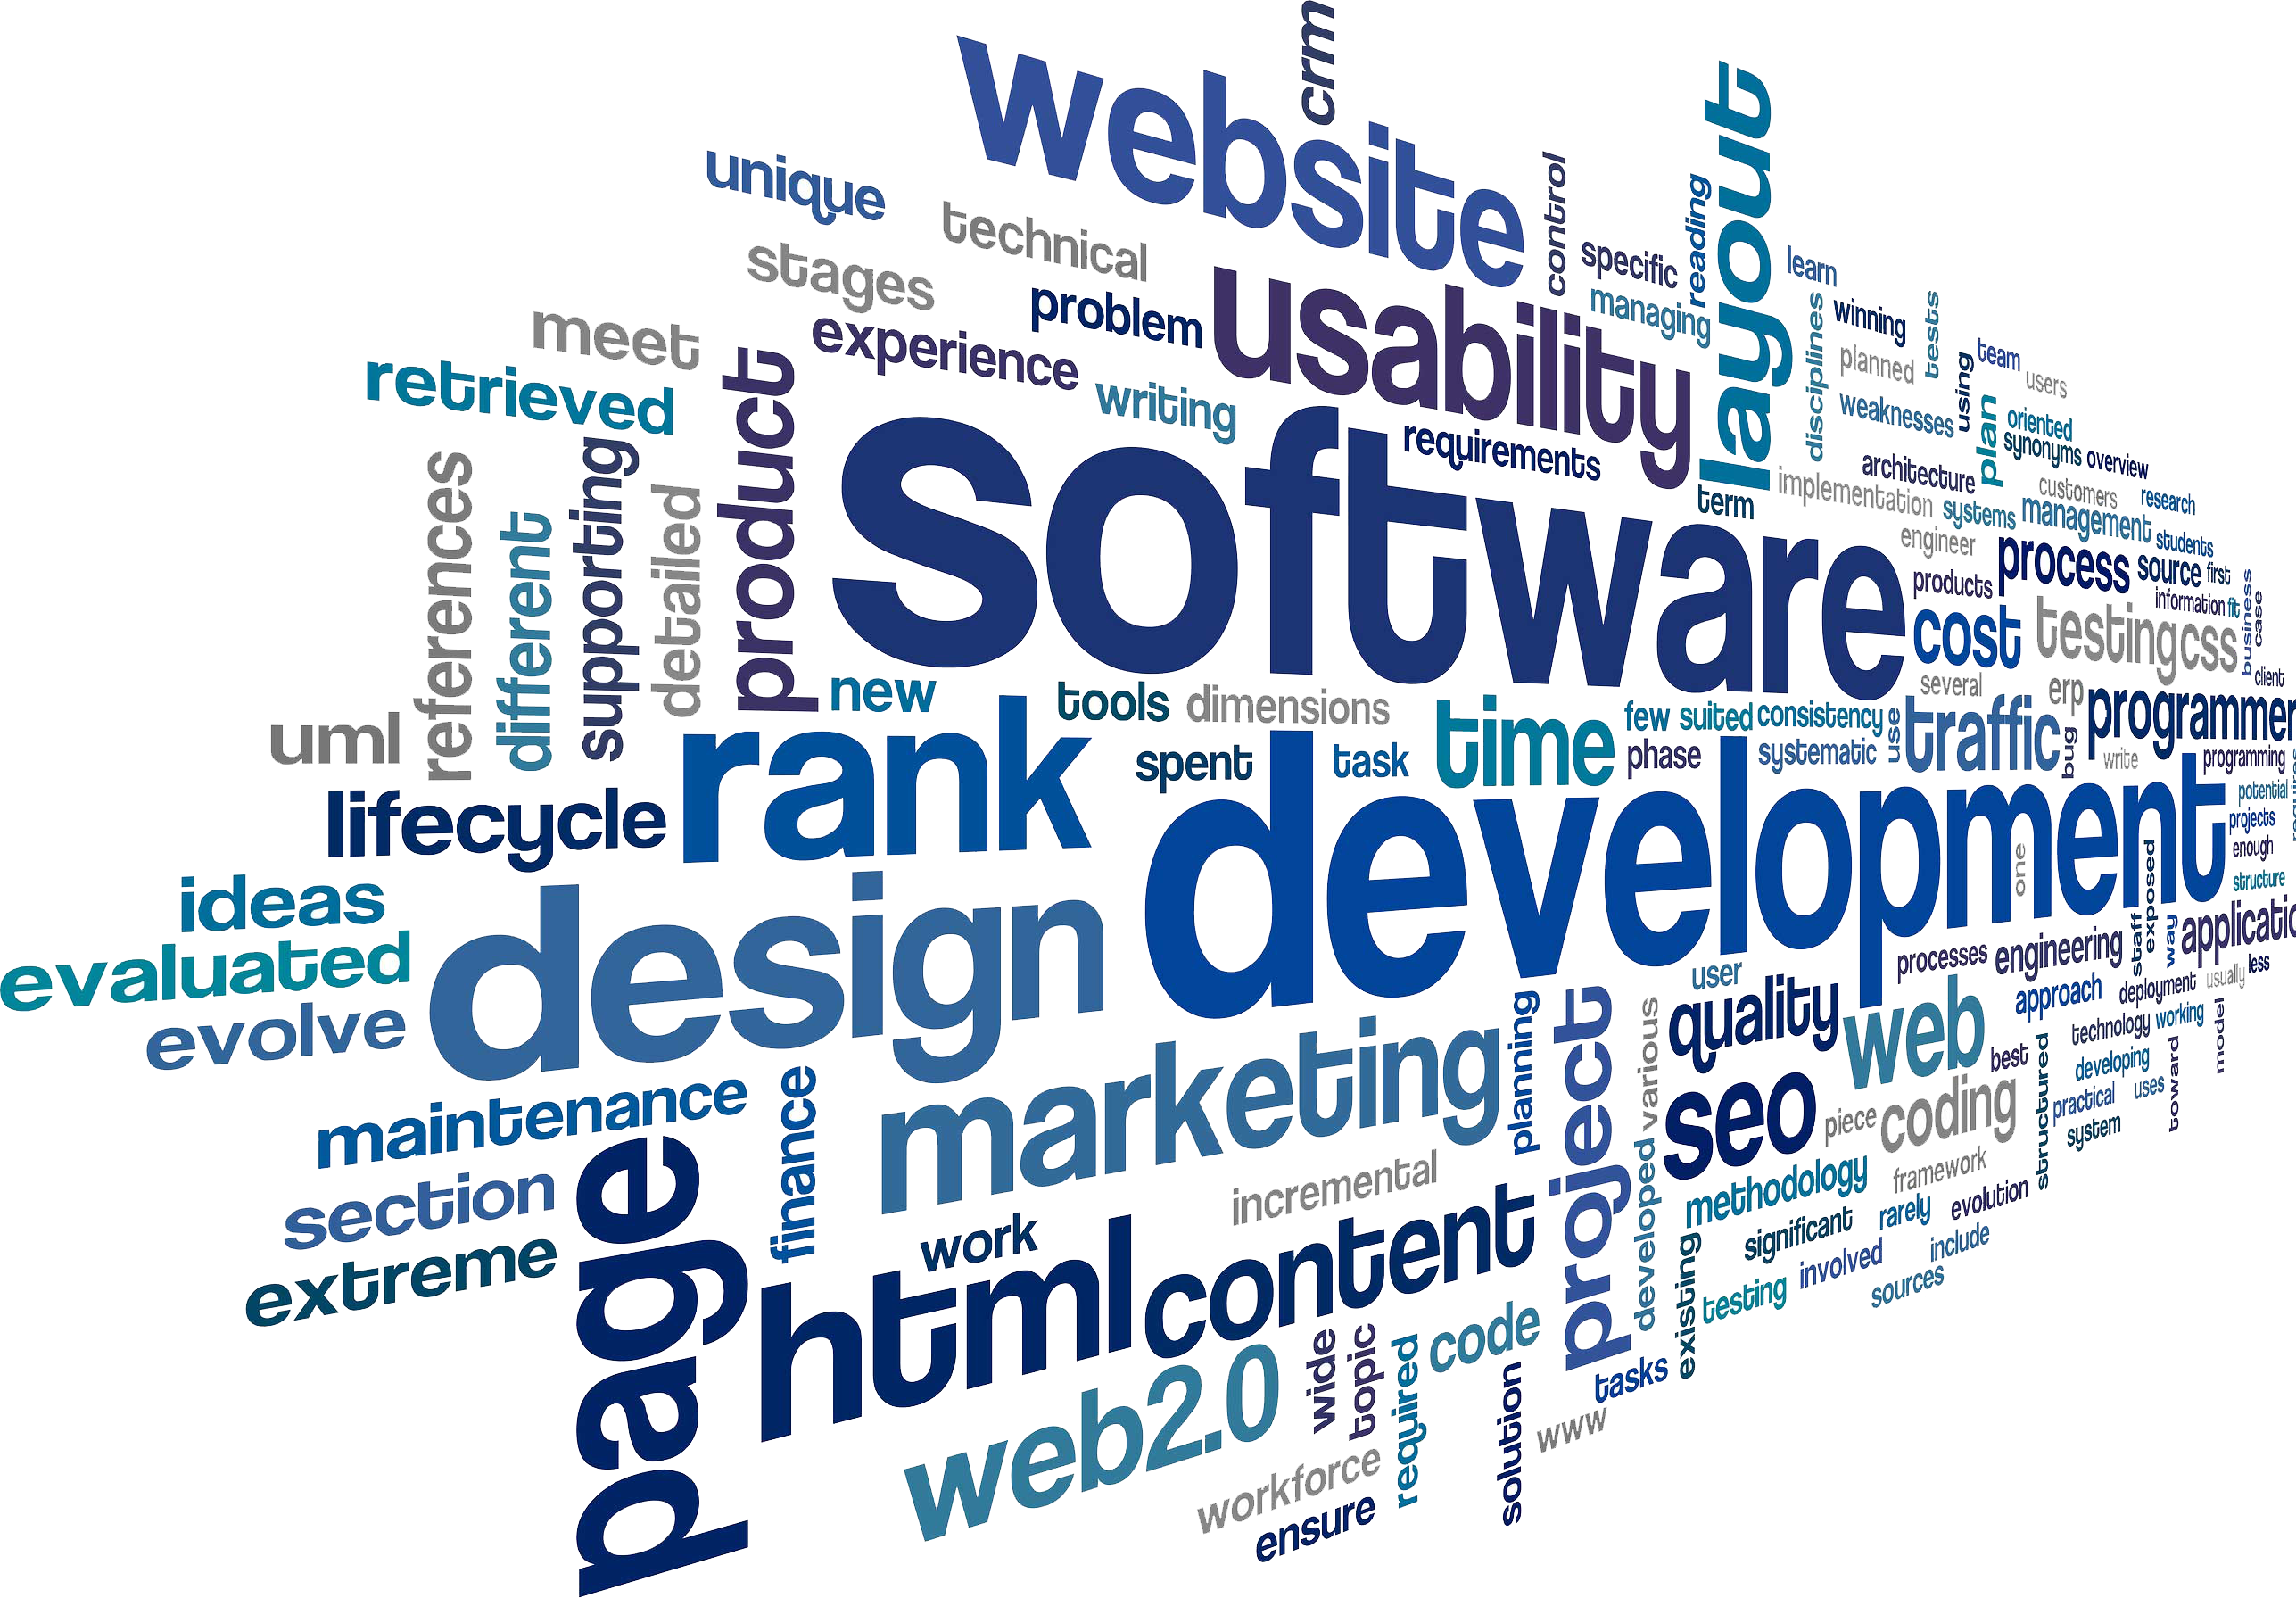 crm
website
unique
technical
stages
control
specific
reading
layout
managing
learn
winning
tests
disciplines
planned
using
team
users
meet
retrieved
product
experience
problem
usability
writing
requirements
weaknesses
plan
oriented
synonyms
overview
architecture
customers
research
references
different
supporting
detailed
software
term
implementation
systems
management
students
engineer
process
source
first
products
information
fit
business
case
cost
testing
css
client
several
erp
programmer
new
tools
dimensions
time
few
suited
consistency
use
traffic
bug
write
programming
uml
rank
spent
task
phase
systematic
lifecycle
development
potential
projects
requires
enough
one
exposed
structure
ideas
evaluated
evolve
design
staff
way
processes
engineering
usually
less
user
quality
web
approach
deployment
technology
working
model
best
structured
developing
toward
maintenance
finance
marketing
planning
project
various
seo
piece
coding
practical
uses
system
section
extreme
page
work
incremental
developed
methodology
framework
significant
rarely
evolution
existing
testing
involved
include
sources
html
content
web2.0
wide
topic
required
code
solution
tasks
www
workforce
ensure